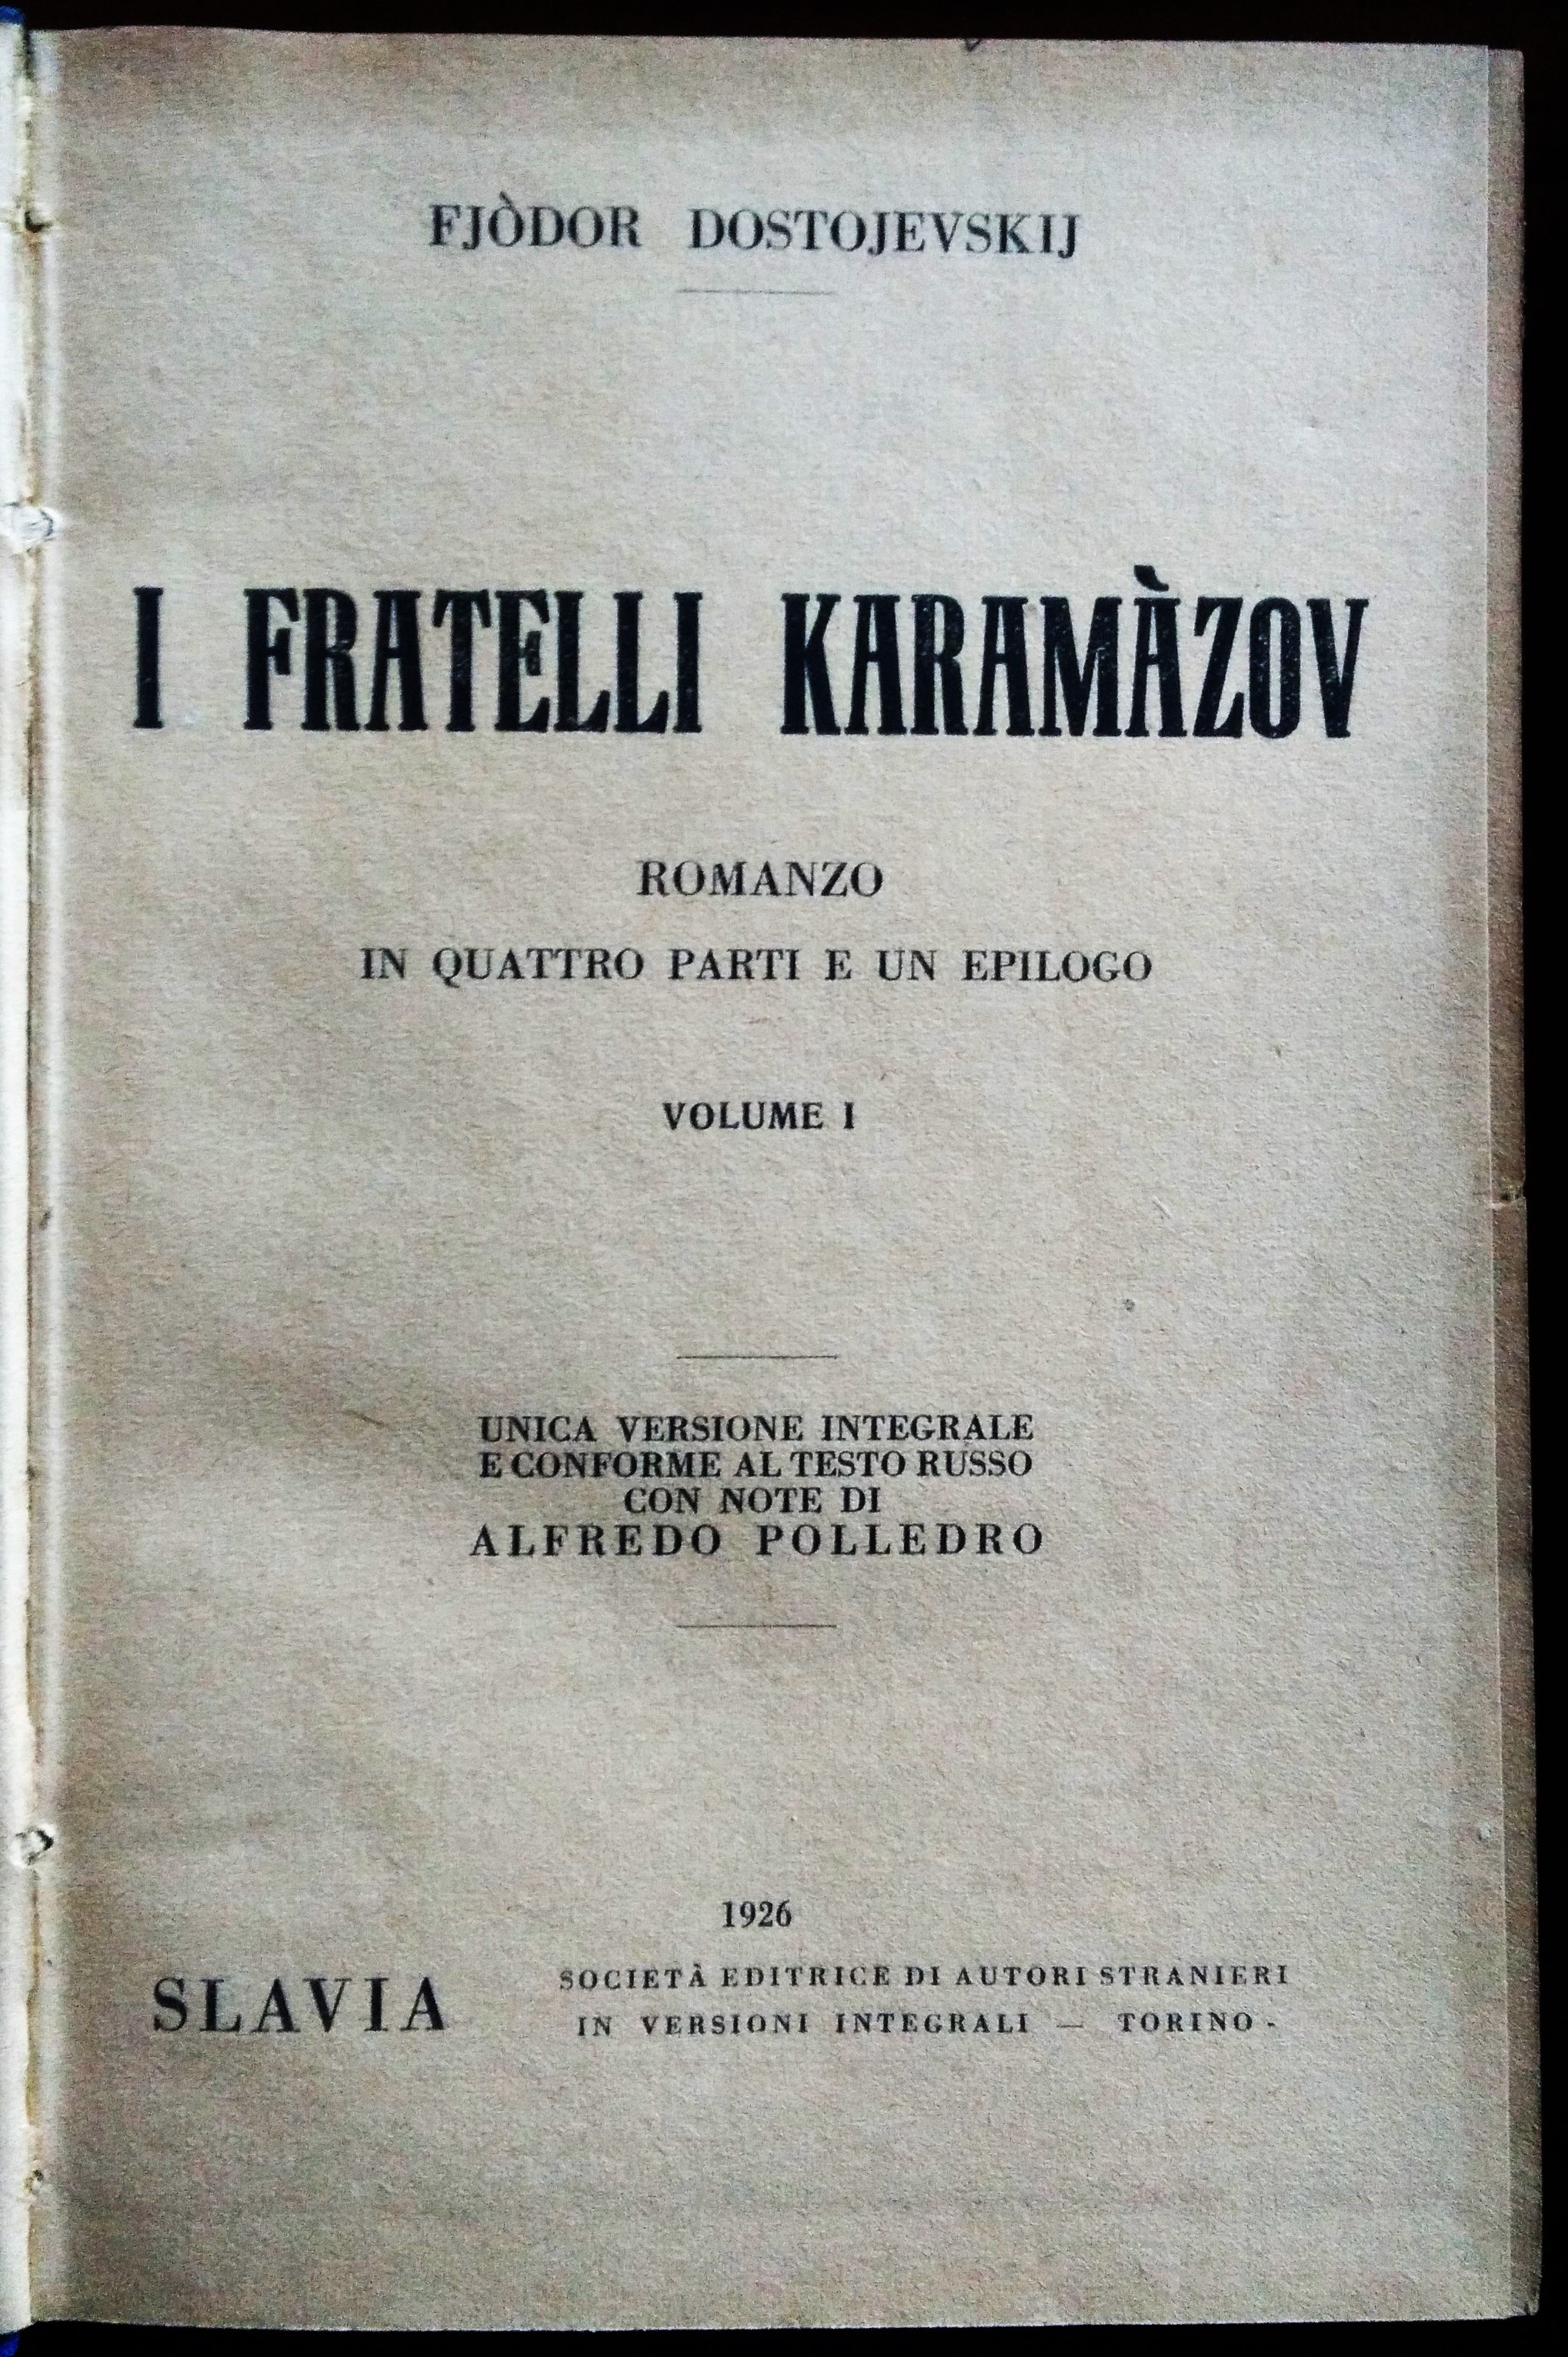 FJÒDOR DOSTOJEVSKIJ
I FRATELLI KARAMÀZOV
ROMANZO
IN QUATTRO PARTI E UN EPILOGO
VOLUME I
UNICA VERSIONE INTEGRALE
E CONFORME AL TESTO RUSSO
CON NOTE DI
ALFREDO POLLEDRO
1926
SLAVIA
SOCIETÀ EDITRICE DI AUTORI STRANIERI
IN VERSIONI INTEGRALI — TORINO -